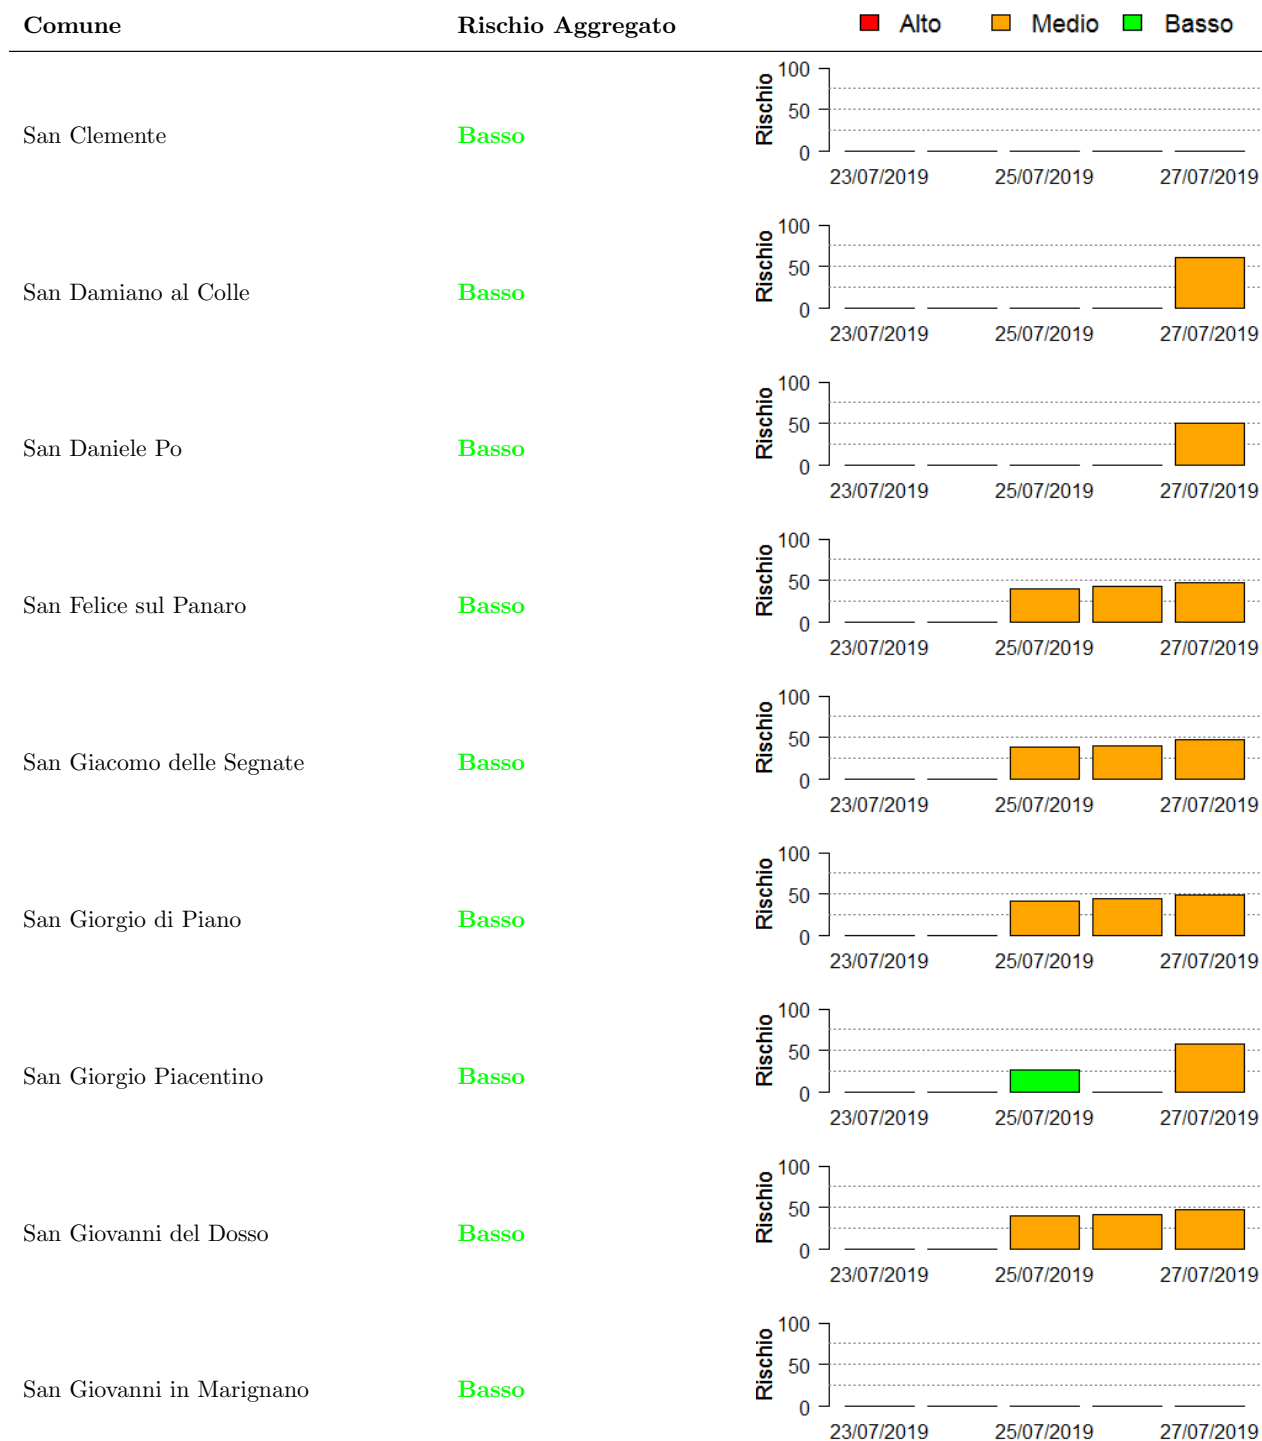 Comune Rischio Aggregato Alto Medio Basso
100
50
0
Rischio
San Clemente Basso
23/07/2019 25/07/2019 27/07/2019
100
50
0
Rischio
San Damiano al Colle Basso
23/07/2019 25/07/2019 27/07/2019
100
50
0
Rischio
San Daniele Po Basso
23/07/2019 25/07/2019 27/07/2019
100
50
0
Rischio
San Felice sul Panaro Basso
23/07/2019 25/07/2019 27/07/2019
100
50
0
Rischio
San Giacomo delle Segnate Basso
23/07/2019 25/07/2019 27/07/2019
100
50
0
Rischio
San Giorgio di Piano Basso
23/07/2019 25/07/2019 27/07/2019
100
50
0
Rischio
San Giorgio Piacentino Basso
23/07/2019 25/07/2019 27/07/2019
100
50
0
Rischio
San Giovanni del Dosso Basso
23/07/2019 25/07/2019 27/07/2019
100
50
0
Rischio
San Giovanni in Marignano Basso
23/07/2019 25/07/2019 27/07/2019